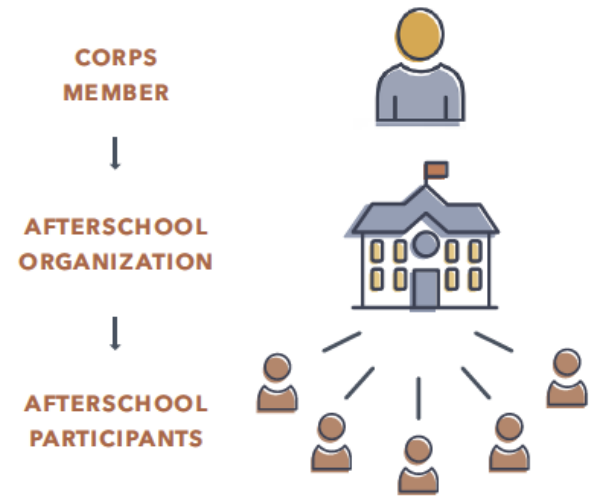 CORPS
MEMBER
AFTERSCHOOL
ORGANIZATION
AFTERSCHOOL
PARTICIPANTS